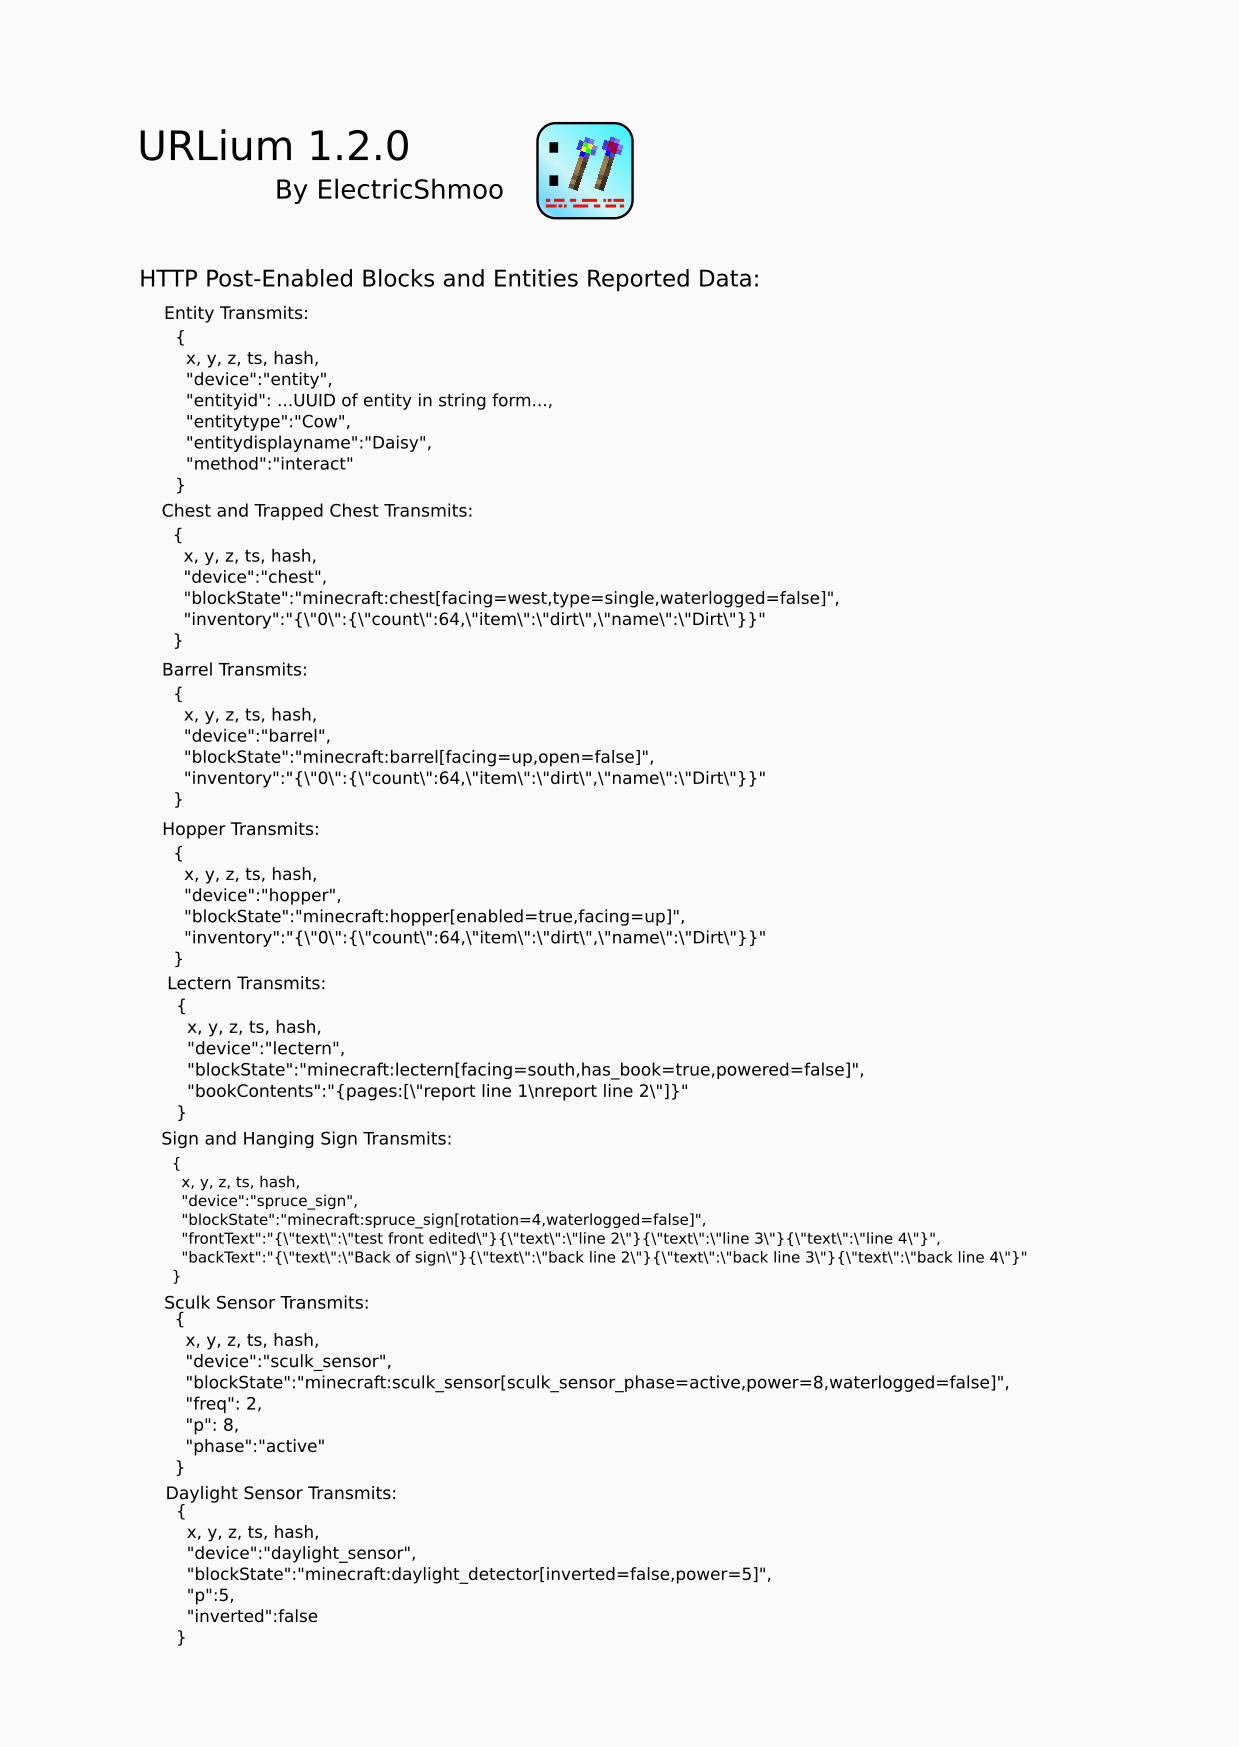 URLium 1.2.0
By ElectricShmoo
HTTP Post-Enabled Blocks and Entities Reported Data:
Entity Transmits:
{
x, y, z, ts, hash,
"device":"entity",
"entityid": ...UUID of entity in string form...,
"entitytype":"Cow",
"entitydisplayname":"Daisy",
"method":"interact"
}
Chest and Trapped Chest Transmits:
{
x, y, z, ts, hash,
"device":"chest",
"blockState":"minecraft:chest[facing=west,type=single,waterlogged=false]",
"inventory":"{\"0\":{\"count\":64,\"item\":\"dirt\",\"name\":\"Dirt\"}}"
}
Barrel Transmits:
{
x, y, z, ts, hash,
"device":"barrel",
"blockState":"minecraft:barrel[facing=up,open=false]",
"inventory":"{\"0\":{\"count\":64,\"item\":\"dirt\",\"name\":\"Dirt\"}}"
}
Hopper Transmits:
{
x, y, z, ts, hash,
"device":"hopper",
"blockState":"minecraft:hopper[enabled=true,facing=up]",
"inventory":"{\"0\":{\"count\":64,\"item\":\"dirt\",\"name\":\"Dirt\"}}"
}
Lectern Transmits:
{
x, y, z, ts, hash,
"device":"lectern",
"blockState":"minecraft:lectern[facing=south,has_book=true,powered=false]",
"bookContents":"{pages:[\"report line 1\nreport line 2\"]}"
}
Sign and Hanging Sign Transmits:
{
x, y, z, ts, hash,
"device":"spruce_sign",
"blockState":"minecraft:spruce_sign[rotation=4,waterlogged=false]",
"frontText":"{\"text\":\"test front edited\"}{\"text\":\"line 2\"}{\"text\":\"line 3\"}{\"text\":\"line 4\"}",
"backText":"{\"text\":\"Back of sign\"}{\"text\":\"back line 2\"}{\"text\":\"back line 3\"}{\"text\":\"back line 4\"}"
}
Sculk Sensor Transmits:
{
x, y, z, ts, hash,
"device":"sculk_sensor",
"blockState":"minecraft:sculk_sensor[sculk_sensor_phase=active,power=8,waterlogged=false]",
"freq": 2,
"p": 8,
"phase":"active"
}
Daylight Sensor Transmits:
{
x, y, z, ts, hash,
"device":"daylight_sensor",
"blockState":"minecraft:daylight_detector[inverted=false,power=5]",
"p":5,
"inverted":false
}